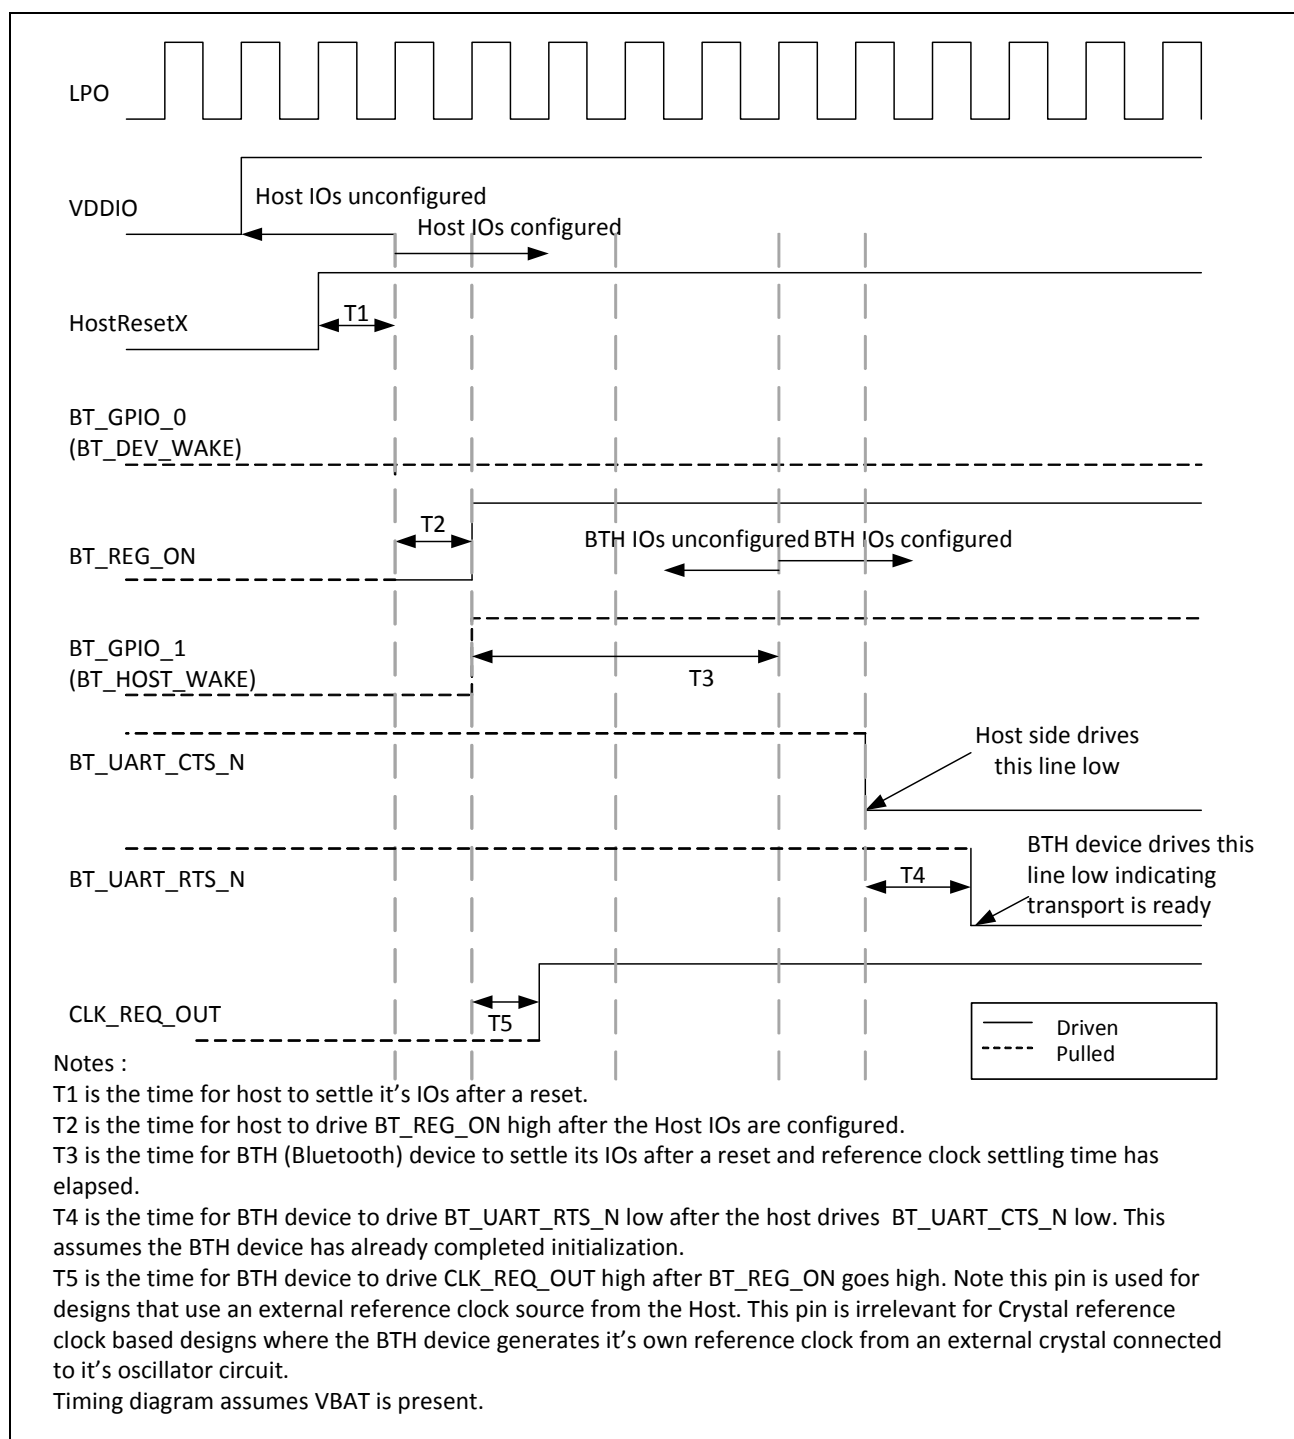 LPO
VDDIO
Host IOs unconfigured
Host IOs configured
HostResetX
T1
BT_GPIO_0
(BT_DEV_WAKE)
T2
BT_REG_ON
BTH IOs unconfigured
BTH IOs configured
BT_GPIO_1
(BT_HOST_WAKE)
T3
BT_UART_CTS_N
Host side drives
this line low
BT_UART_RTS_N
T4
BTH device drives this
line low indicating
transport is ready
CLK_REQ_OUT
T5
Driven
Pulled
Notes :
T1 is the time for host to settle it’s IOs after a reset.
T2 is the time for host to drive BT_REG_ON high after the Host IOs are configured.
T3 is the time for BTH (Bluetooth) device to settle its IOs after a reset and reference clock settling time has
elapsed.
T4 is the time for BTH device to drive BT_UART_RTS_N low after the host drives BT_UART_CTS_N low. This
assumes the BTH device has already completed initialization.
T5 is the time for BTH device to drive CLK_REQ_OUT high after BT_REG_ON goes high. Note this pin is used for
designs that use an external reference clock source from the Host. This pin is irrelevant for Crystal reference
clock based designs where the BTH device generates it’s own reference clock from an external crystal connected
to it’s oscillator circuit.
Timing diagram assumes VBAT is present.